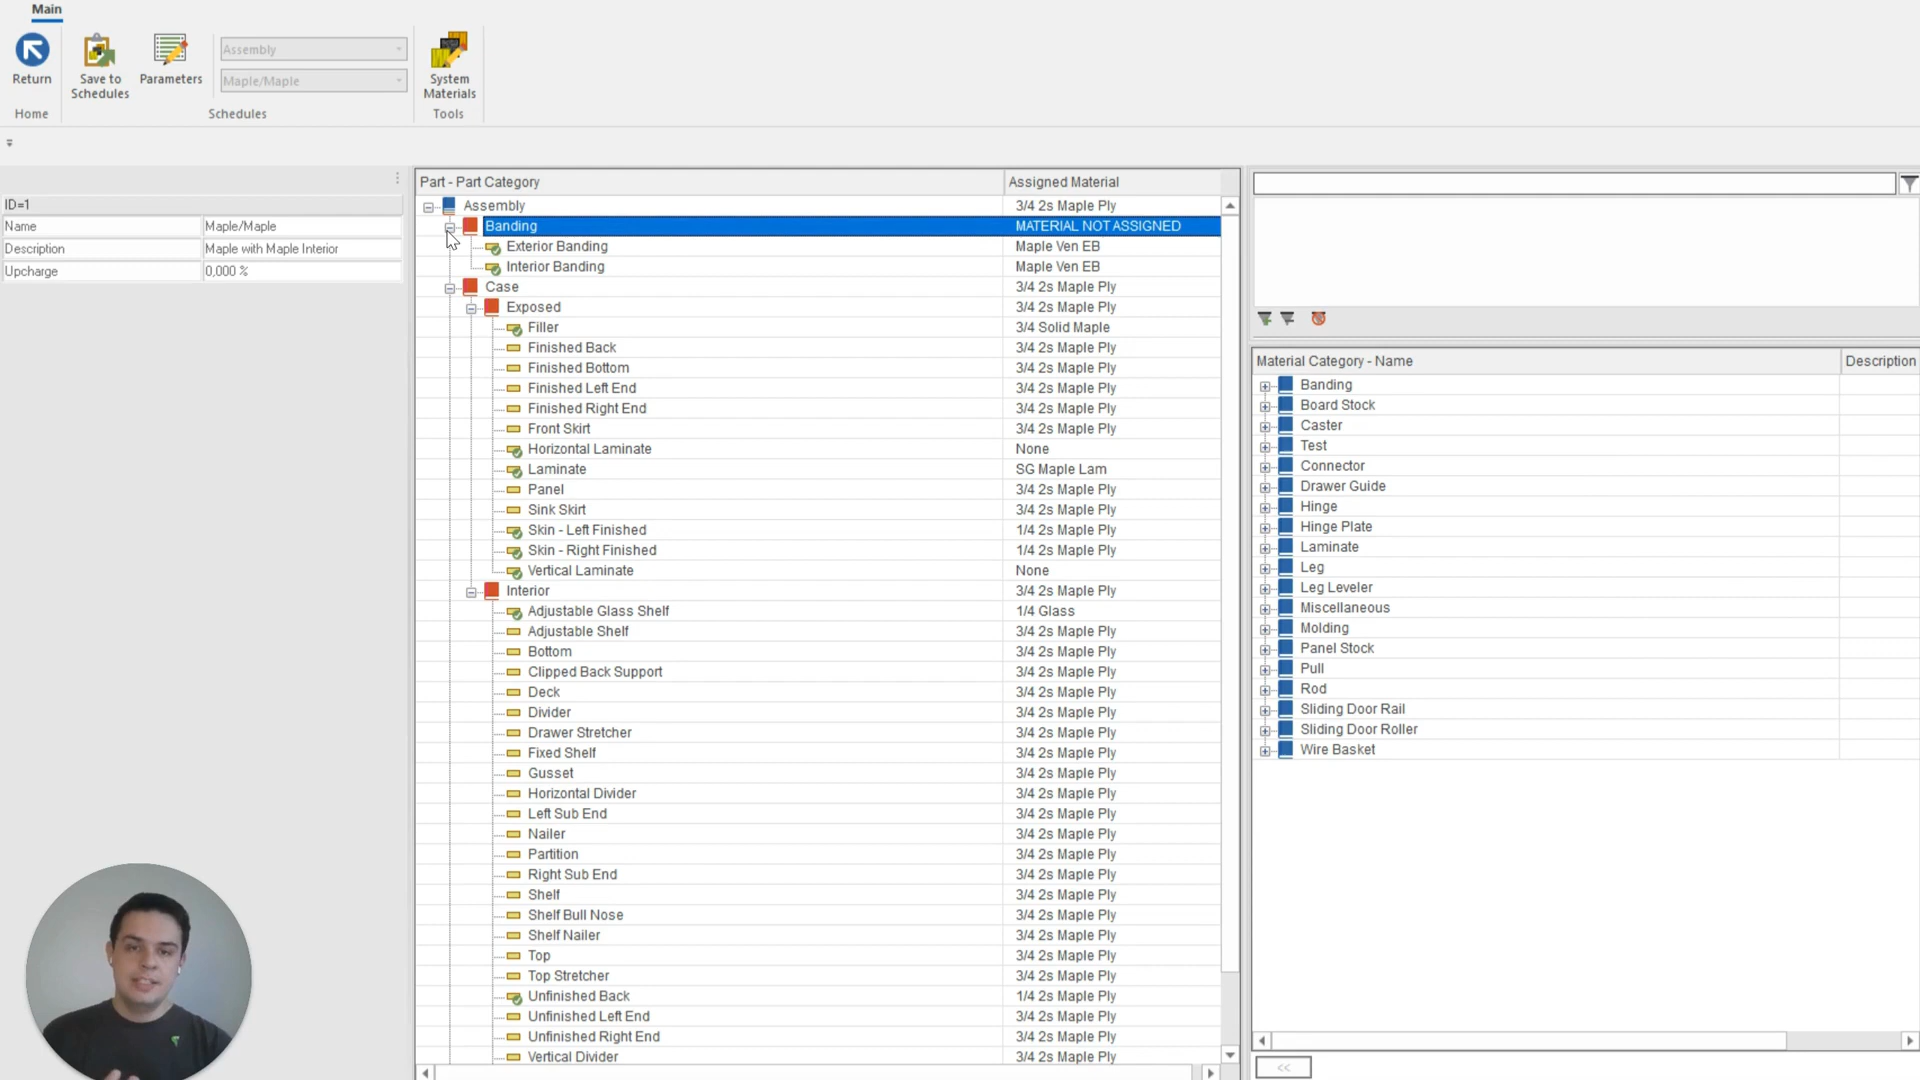 Main
Return
Save to
Schedules
Parameters
Assembly
Maple/Maple
System
Materials
Home
Schedules
Tools
ID=1
Name Maple/Maple
Description Maple with Maple Interior
Upcharge 0,000 %
Part - Part Category Assigned Material
Assembly 3/4 2s Maple Ply
Banding MATERIAL NOT ASSIGNED
Exterior Banding Maple Ven EB
Interior Banding Maple Ven EB
Case 3/4 2s Maple Ply
Exposed 3/4 2s Maple Ply
Filler 3/4 Solid Maple
Finished Back 3/4 2s Maple Ply
Finished Bottom 3/4 2s Maple Ply
Finished Left End 3/4 2s Maple Ply
Finished Right End 3/4 2s Maple Ply
Front Skirt 3/4 2s Maple Ply
Horizontal Laminate None
Laminate SG Maple Lam
Panel 3/4 2s Maple Ply
Sink Skirt 3/4 2s Maple Ply
Skin - Left Finished 1/4 2s Maple Ply
Skin - Right Finished 1/4 2s Maple Ply
Vertical Laminate None
Interior 3/4 2s Maple Ply
Adjustable Glass Shelf 1/4 Glass
Adjustable Shelf 3/4 2s Maple Ply
Bottom 3/4 2s Maple Ply
Clipped Back Support 3/4 2s Maple Ply
Deck 3/4 2s Maple Ply
Divider 3/4 2s Maple Ply
Drawer Stretcher 3/4 2s Maple Ply
Fixed Shelf 3/4 2s Maple Ply
Gusset 3/4 2s Maple Ply
Horizontal Divider 3/4 2s Maple Ply
Left Sub End 3/4 2s Maple Ply
Nailer 3/4 2s Maple Ply
Partition 3/4 2s Maple Ply
Right Sub End 3/4 2s Maple Ply
Shelf 3/4 2s Maple Ply
Shelf Bull Nose 3/4 2s Maple Ply
Shelf Nailer 3/4 2s Maple Ply
Top 3/4 2s Maple Ply
Top Stretcher 3/4 2s Maple Ply
Unfinished Back 1/4 2s Maple Ply
Unfinished Left End 3/4 2s Maple Ply
Unfinished Right End 3/4 2s Maple Ply
Vertical Divider 3/4 2s Maple Ply
Material Category - Name Description
Banding
Board Stock
Caster
Test
Connector
Drawer Guide
Hinge
Hinge Plate
Laminate
Leg
Leg Leveler
Miscellaneous
Molding
Panel Stock
Pull
Rod
Sliding Door Rail
Sliding Door Roller
Wire Basket
<<